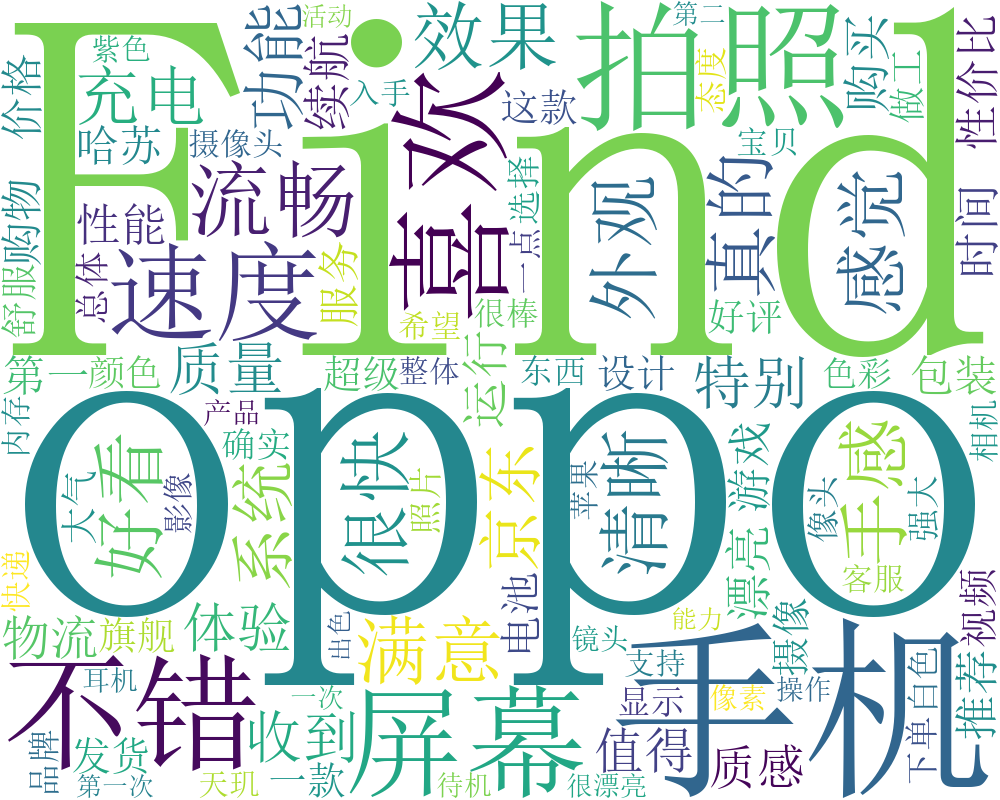 Find
oppo
手机
拍照
喜欢
不错
屏幕
速度
流畅
外观
感觉
真的
效果
充电
功能
续航
活动
第二
紫色
价格
哈苏
摄像头
入手
这款
态度
购买
做工
性价比
宝贝
购物
舒服
性能
总体
服务
一点
选择
很棒
希望
好评
时间
第一
颜色
质量
超级
整体
运行
东西
设计
特别
色彩
包装
内存
产品
确实
相机
大气
好看
影像
系统
很快
照片
京东
苹果
清晰
游戏
漂亮
像头
手感
强大
快递
客服
物流
旗舰
体验
出色
满意
电池
镜头
能力
摄像
视频
耳机
一次
支持
显示
像素
操作
白色
推荐
品牌
发货
收到
一款
值得
质感
下单
第一次
天玑
待机
很漂亮